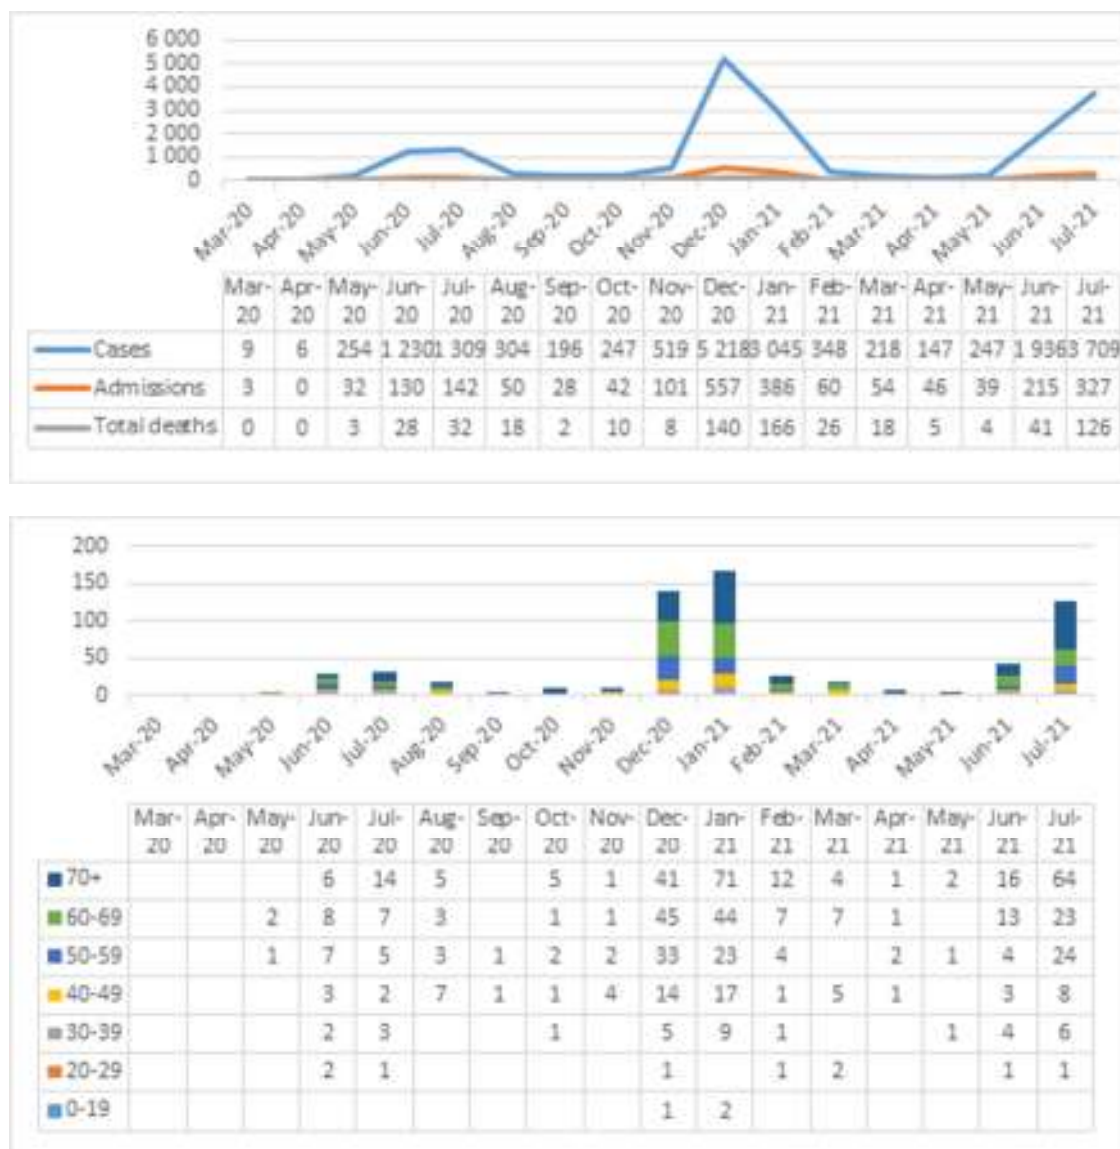 6 000
5 000
4 000
3 000
2 000
1 000
0
Mar-20 Apr-20 May-20 Jun-20 Jul-20 Aug-20 Sep-20 Oct-20 Nov-20 Dec-20 Jan-21 Feb-21 Mar-21 Apr-21 May-21 Jun-21 Jul-21
Mar- Apr- May- Jun- Jul- Aug- Sep- Oct- Nov- Dec- Jan- Feb- Mar- Apr- May- Jun- Jul-
20 20 20 20 20 20 20 20 20 20 21 21 21 21 21 21 21
Cases 9 6 254 1 230 1 309 304 196 247 519 5 218 3 045 348 218 147 247 1 936 3 709
Admissions 3 0 32 130 142 50 28 42 101 557 386 60 54 46 39 215 327
Total deaths 0 0 3 28 32 18 2 10 8 140 166 26 18 5 4 41 126
200
150
100
50
0
Mar-20 Apr-20 May-20 Jun-20 Jul-20 Aug-20 Sep-20 Oct-20 Nov-20 Dec-20 Jan-21 Feb-21 Mar-21 Apr-21 May-21 Jun-21 Jul-21
Mar- Apr- May- Jun- Jul- Aug- Sep- Oct- Nov- Dec- Jan- Feb- Mar- Apr- May- Jun- Jul-
20 20 20 20 20 20 20 20 20 20 21 21 21 21 21 21 21
70+ 6 14 5 5 1 41 71 12 4 1 2 16 64
60-69 2 8 7 3 1 1 45 44 7 7 1 13 23
50-59 1 7 5 3 1 2 2 33 23 4 2 1 4 24
40-49 3 2 7 1 1 4 14 17 1 5 1 3 8
30-39 2 3 1 5 9 1 1 4 6
20-29 2 1 1 1 2 1 1
0-19 1 2